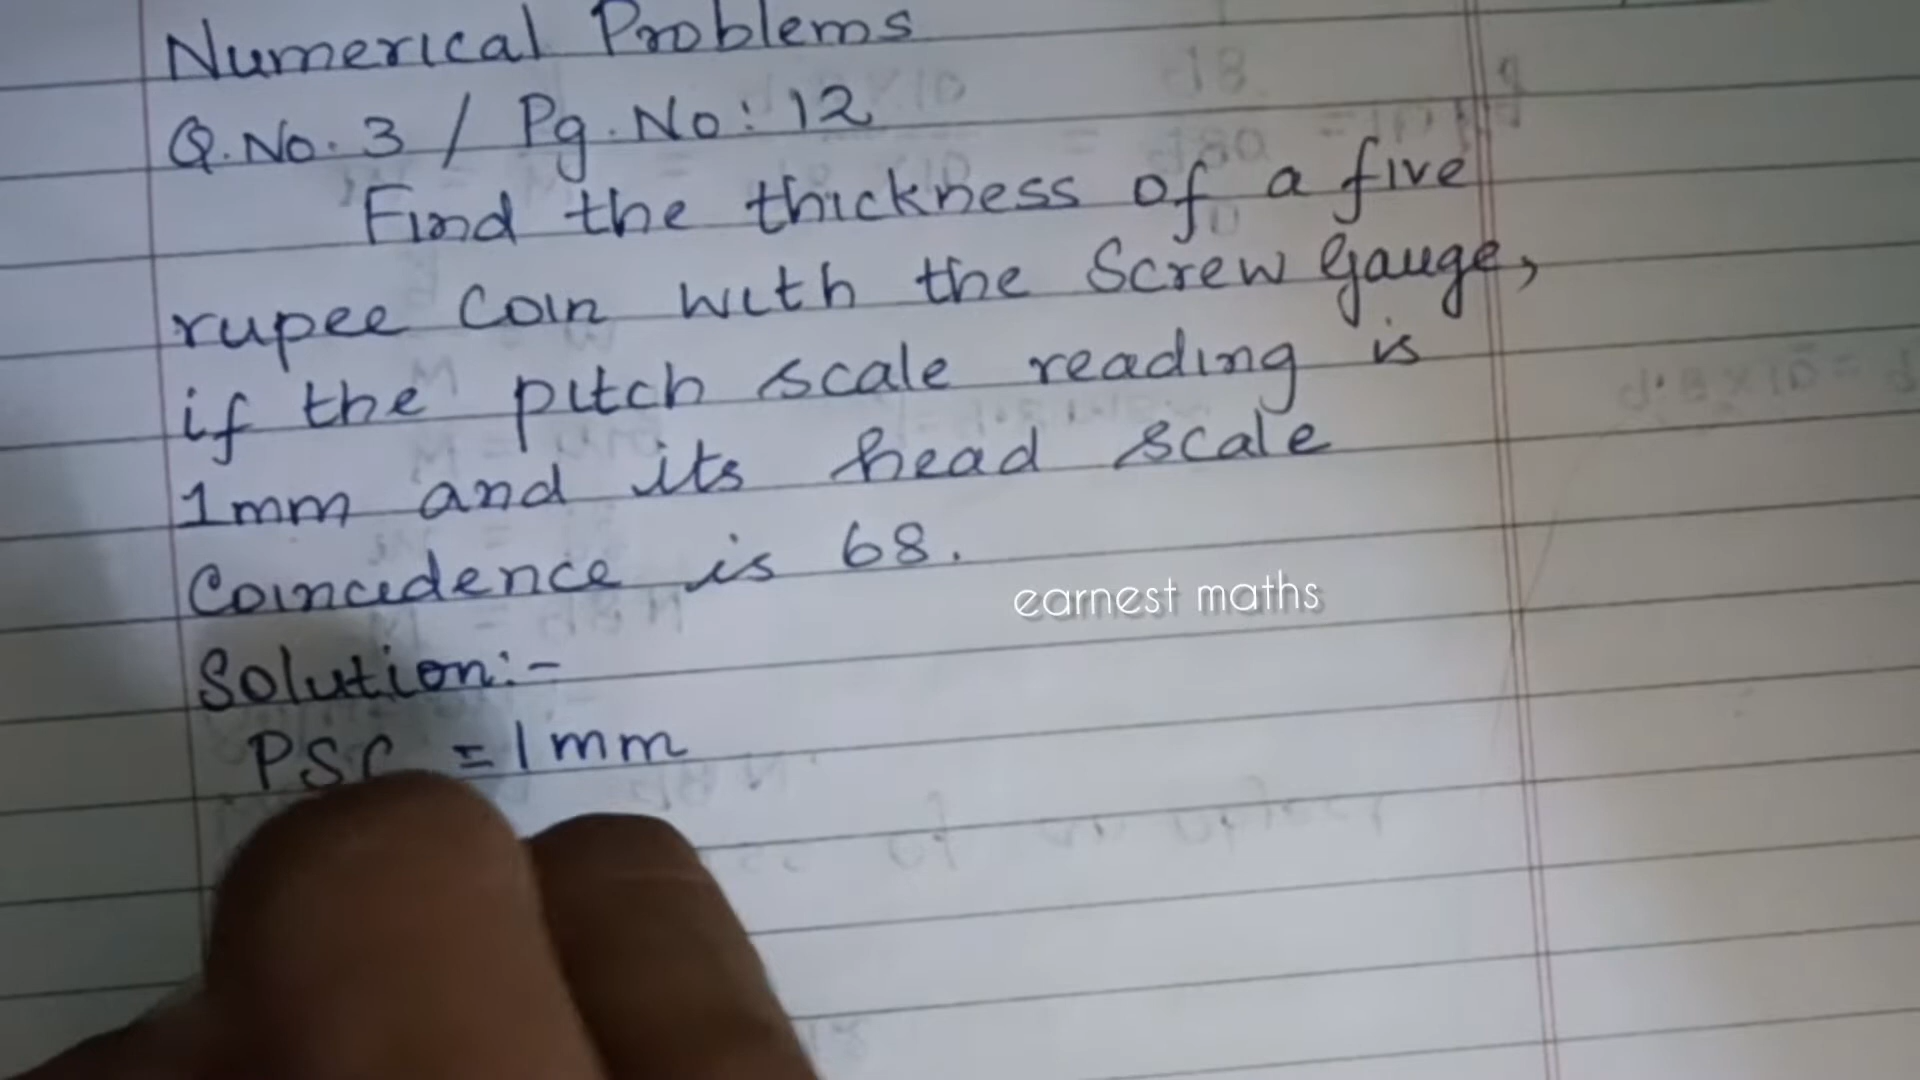 Numerical Problems
Q.No. 3 / Pg.No: 12
Find the thickness of a five
rupee coin with the Screw gauge,
if the pitch scale reading is
1mm and its head scale
Coincidence is 68.
earnest maths
Solution:-
PSC = 1mm